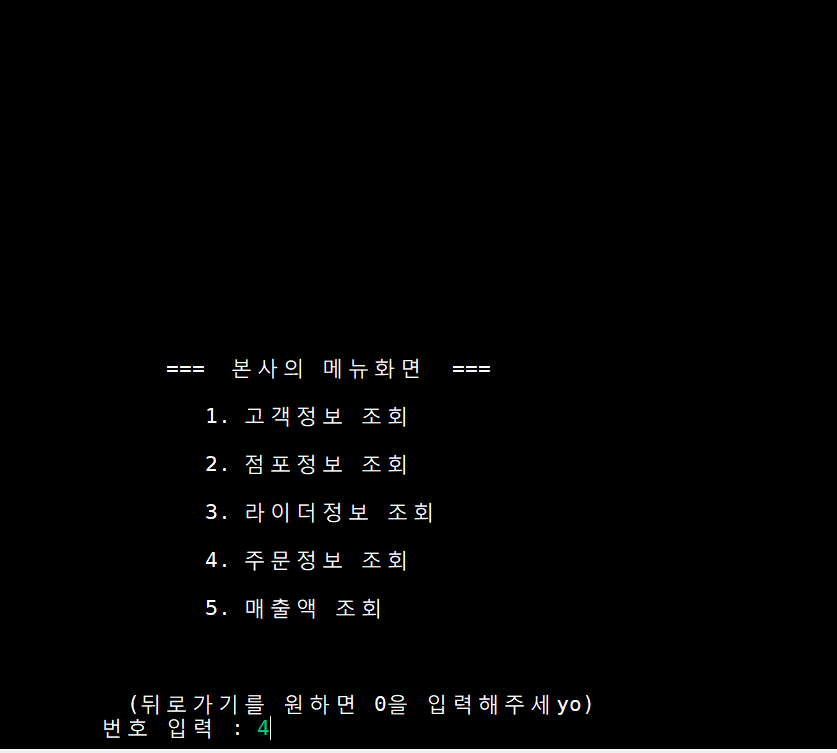 === 본사의 메뉴화면 ===
1. 고객정보 조회
2. 점포정보 조회
3. 라이더정보 조회
4. 주문정보 조회
5. 매출액 조회
(뒤로가기를 원하면 0을 입력해주세yo)
번호 입력 : 4